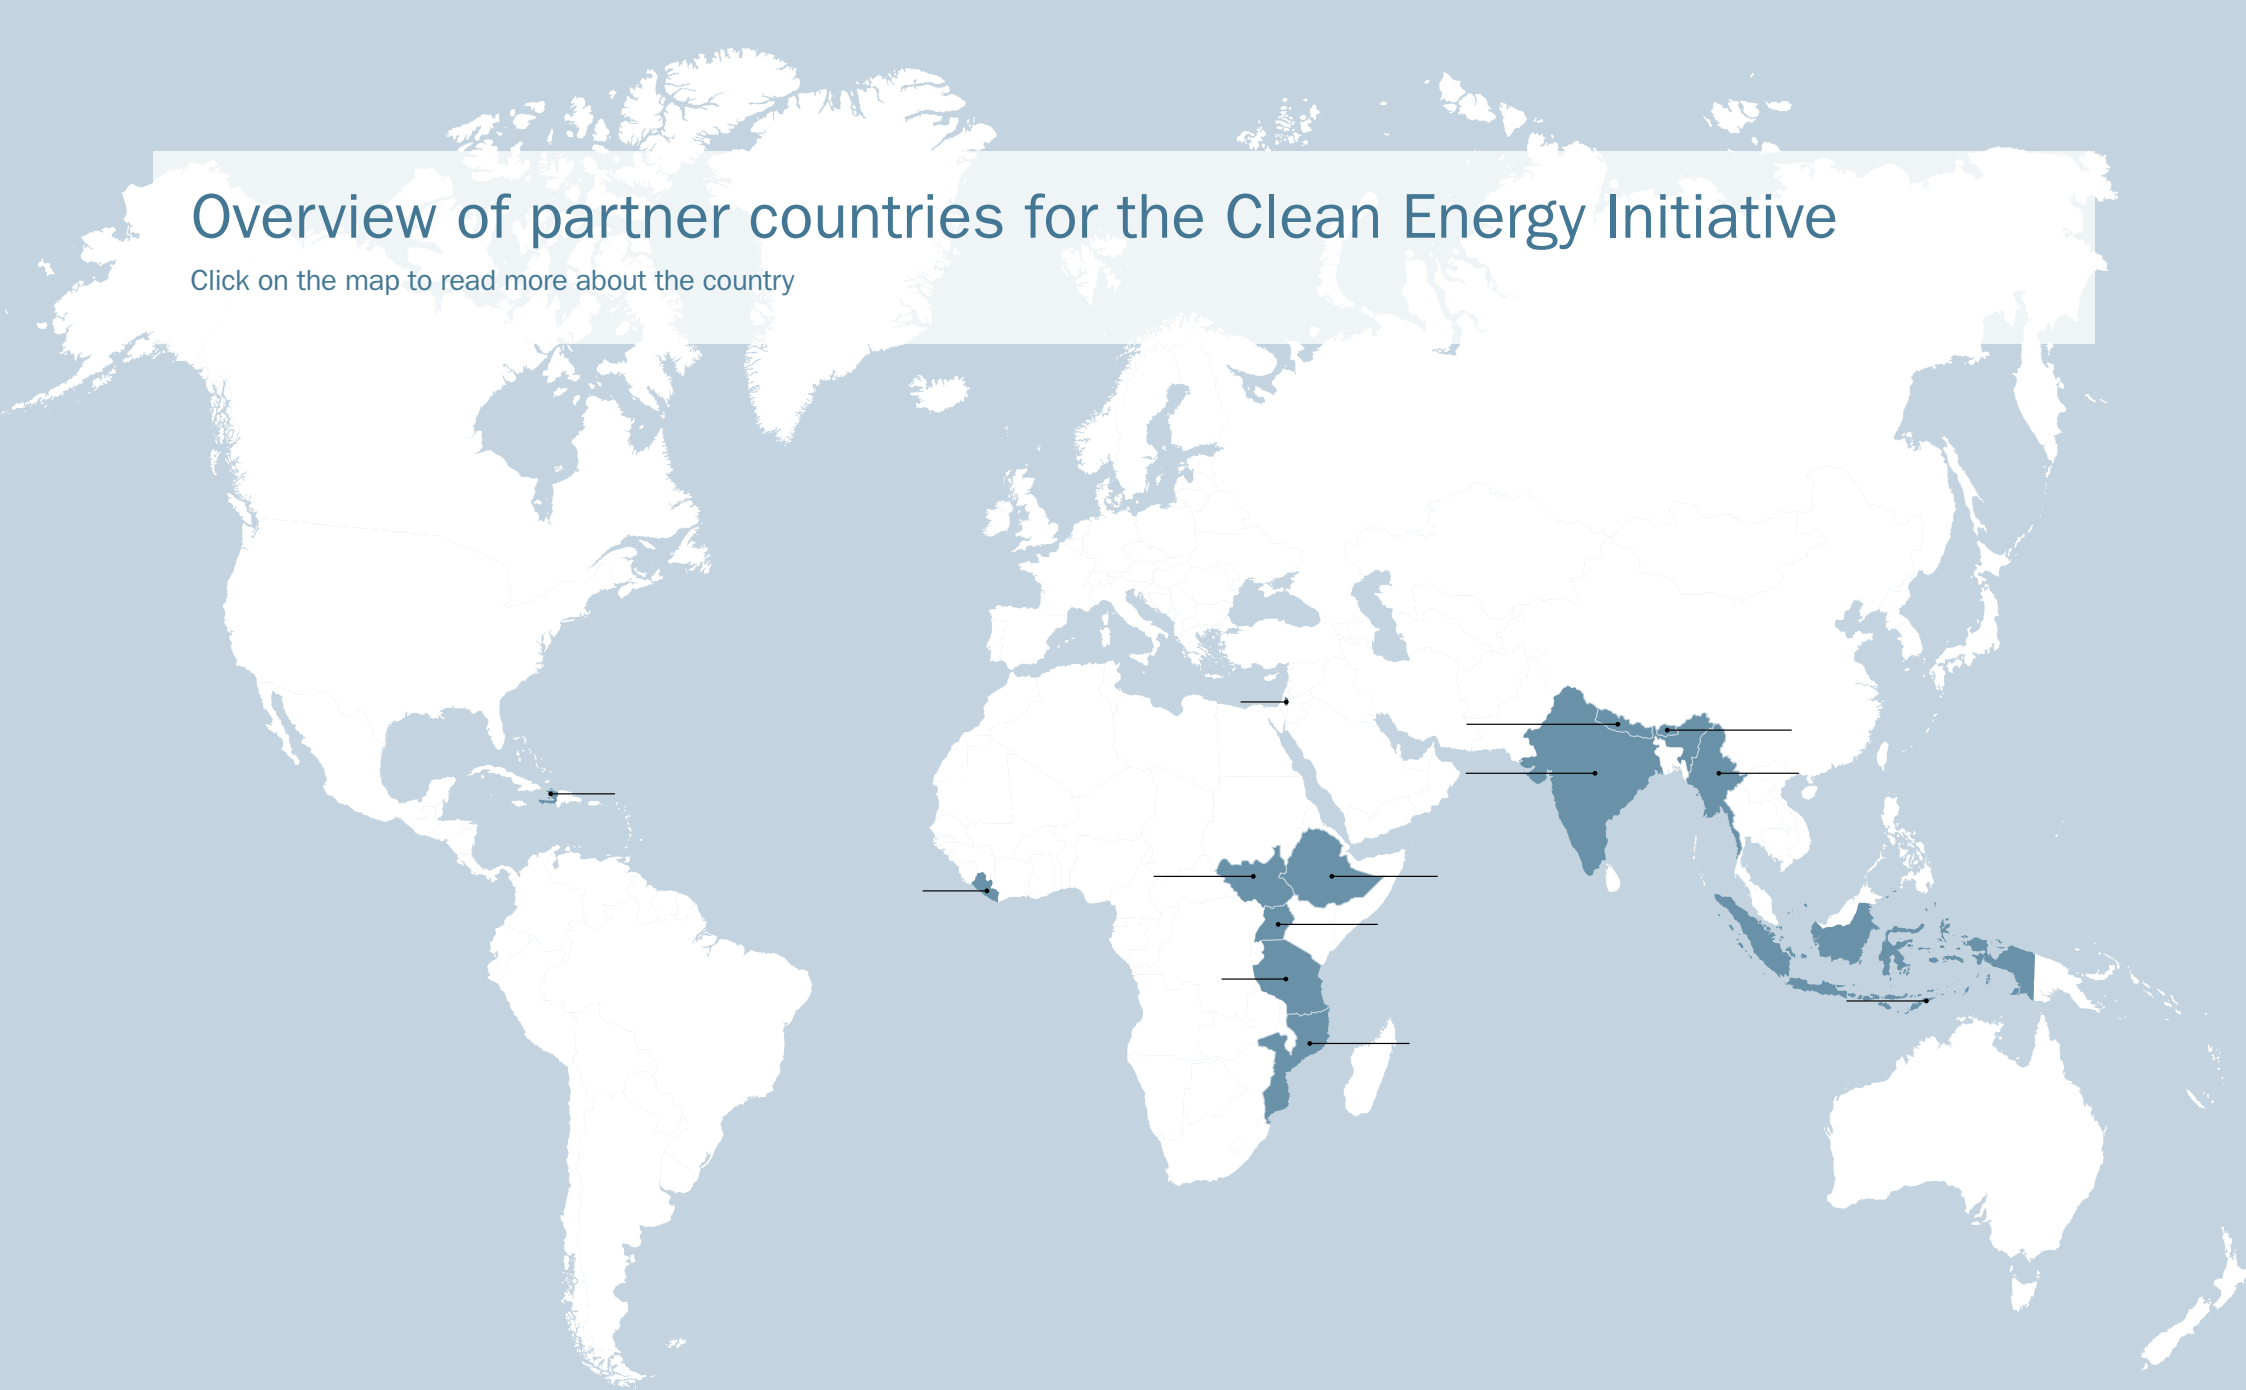 Overview of partner countries for the Clean Energy Initiative
Click on the map to read more about the country